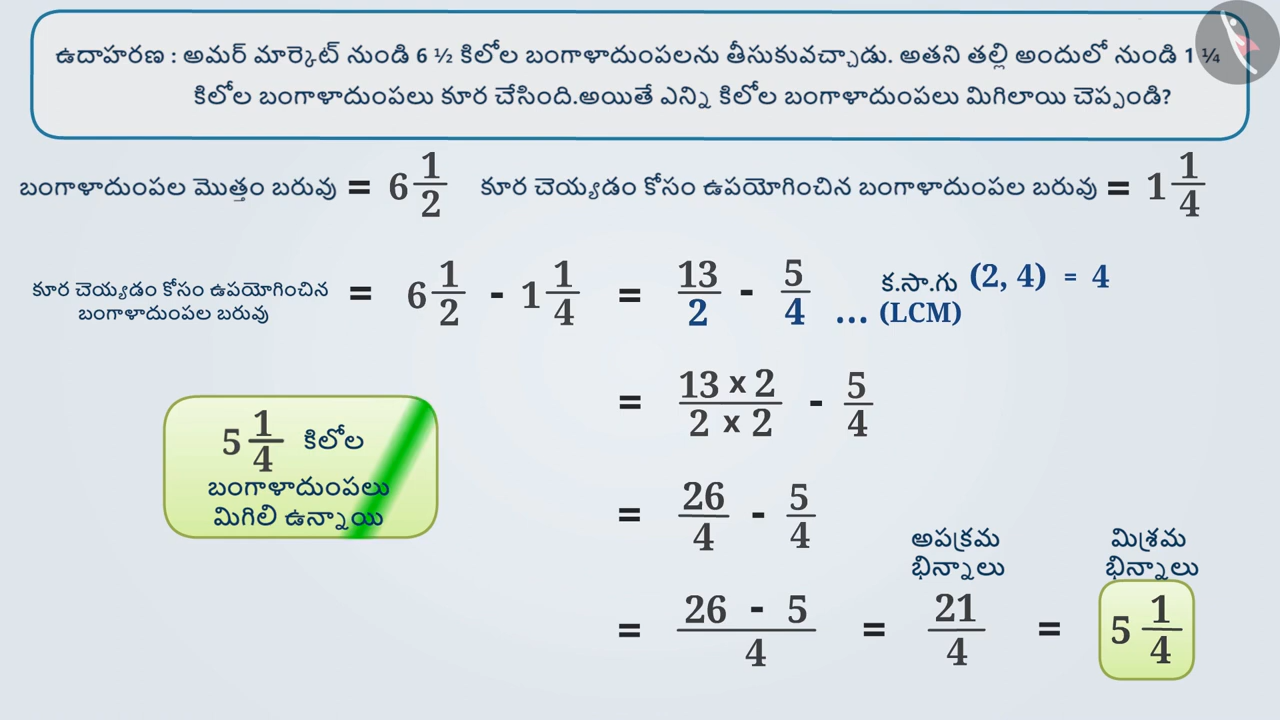 ఉదాహరణ : అమర్ మార్కెట్ నుండి 6 ½ కిలోల బంగాళాదుంపలను తీసుకువచ్చాడు. అతని తల్లి అందులో నుండి 1 ¼
కిలోల బంగాళాదుంపలు కూర చేసింది.అయితే ఎన్ని కిలోల బంగాళాదుంపలు మిగిలాయి చెప్పండి?
బంగాళాదుంపల మొత్తం బరువు = 6 1/2 కూర చెయ్యడం కోసం ఉపయోగించిన బంగాళాదుంపల బరువు = 1 1/4
కూర చెయ్యడం కోసం ఉపయోగించిన
బంగాళాదుంపల బరువు
= 6 1/2 - 1 1/4 = 13/2 - 5/4 ... క.సా.గు (LCM) (2, 4) = 4
= 13 x 2 / 2 x 2 - 5/4
= 26/4 - 5/4
అపక్రమ
భిన్నాలు
మిశ్రమ
భిన్నాలు
= 26 - 5 / 4 = 21/4 = 5 1/4
5 1/4 కిలోల
బంగాళాదుంపలు
మిగిలి ఉన్నాయి